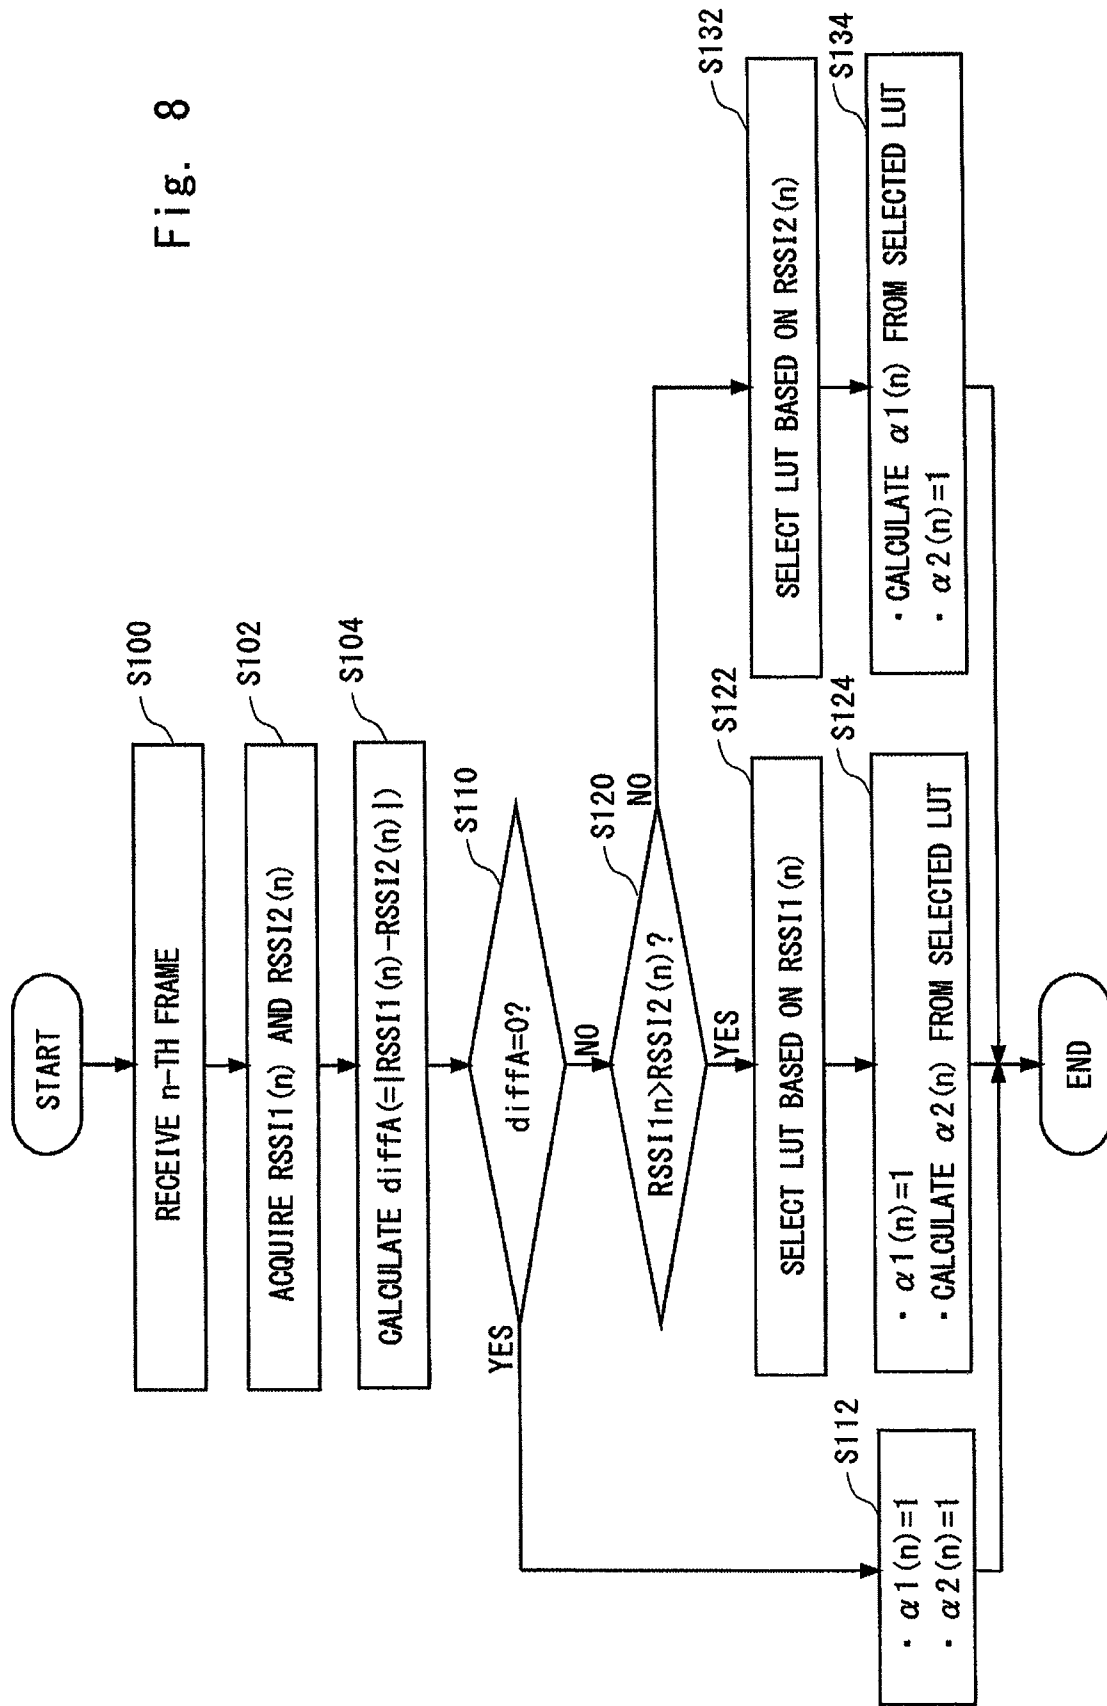 Fig. 8
START
RECEIVE n-TH FRAME
S100
ACQUIRE RSSI1(n) AND RSSI2(n)
S102
CALCULATE diffA(=|RSSI1(n)-RSSI2(n)|)
S104
diffA=0?
S110
YES
NO
RSSI1n>RSSI2(n)?
S120
NO
YES
SELECT LUT BASED ON RSSI1(n)
S122
SELECT LUT BASED ON RSSI2(n)
S132
・α1(n)=1
・α2(n)=1
S112
・α1(n)=1
・CALCULATE α2(n) FROM SELECTED LUT
S124
・CALCULATE α1(n) FROM SELECTED LUT
・α2(n)=1
S134
END